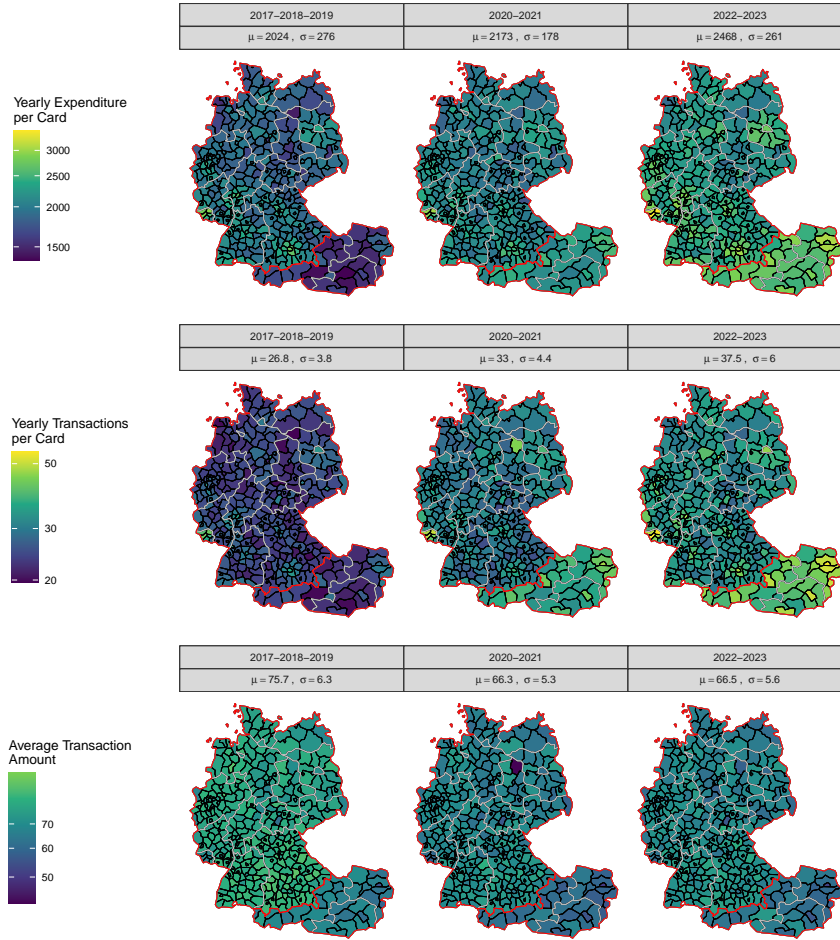 2017−2018−2019
2020−2021
2022−2023
μ = 2024 , σ = 276
μ = 2173 , σ = 178
μ = 2468 , σ = 261
Yearly Expenditure
per Card
3000
2500
2000
1500
2017−2018−2019
2020−2021
2022−2023
μ = 26.8 , σ = 3.8
μ = 33 , σ = 4.4
μ = 37.5 , σ = 6
Yearly Transactions
per Card
50
30
20
2017−2018−2019
2020−2021
2022−2023
μ = 75.7 , σ = 6.3
μ = 66.3 , σ = 5.3
μ = 66.5 , σ = 5.6
Average Transaction
Amount
70
60
50